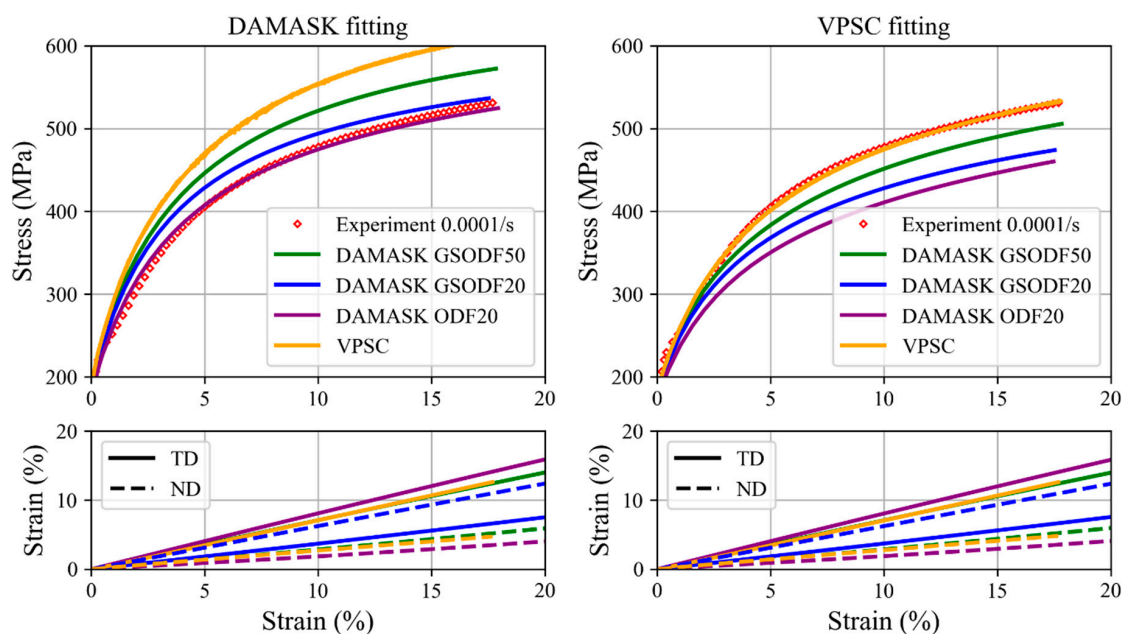 DAMASK fitting
600
500
400
300
200
Stress (MPa)
Experiment 0.0001/s
DAMASK GSODF50
DAMASK GSODF20
DAMASK ODF20
VPSC
0 5 10 15 20
20
10
0
Strain (%)
TD
ND
0 5 10 15 20
Strain (%)
VPSC fitting
600
500
400
300
200
Stress (MPa)
Experiment 0.0001/s
DAMASK GSODF50
DAMASK GSODF20
DAMASK ODF20
VPSC
0 5 10 15 20
20
10
0
Strain (%)
TD
ND
0 5 10 15 20
Strain (%)